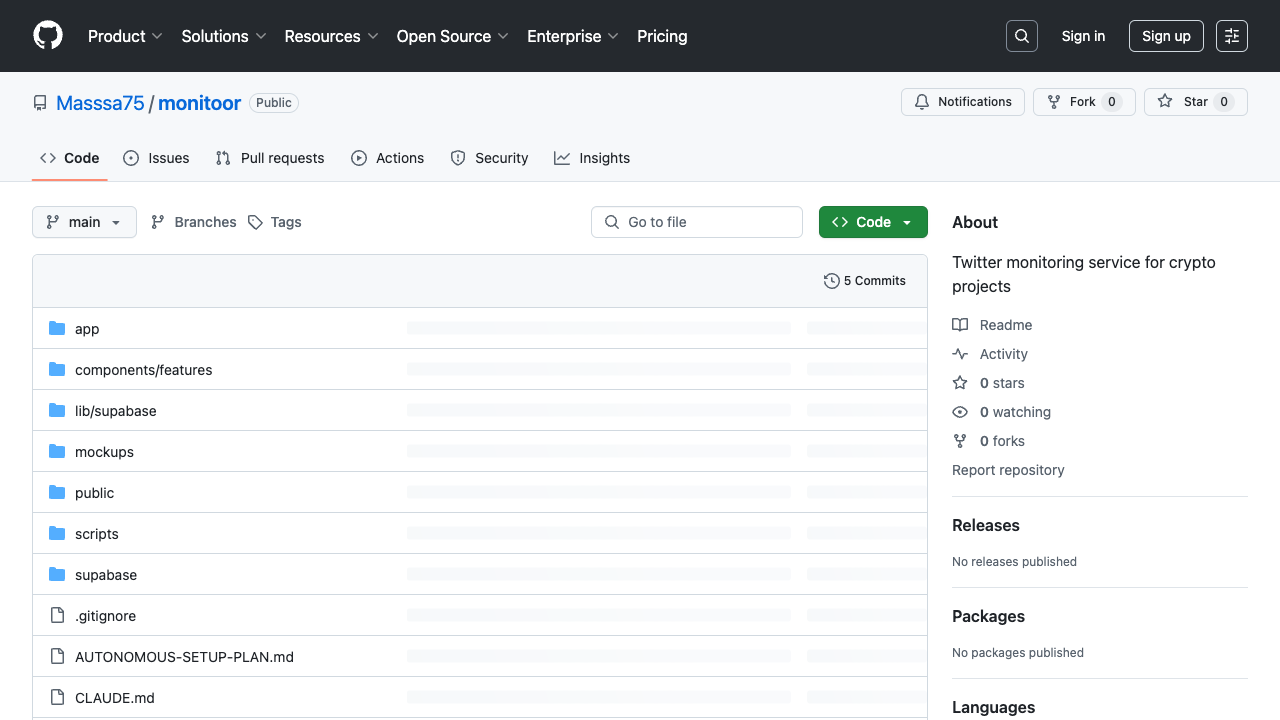 Product Solutions Resources Open Source Enterprise Pricing Sign in Sign up
Masssa75/monitoor Public Notifications Fork 0 Star 0
Code Issues Pull requests Actions Security Insights
main Branches Tags Go to file Code
5 Commits
app
components/features
lib/supabase
mockups
public
scripts
supabase
.gitignore
AUTONOMOUS-SETUP-PLAN.md
CLAUDE.md
About
Twitter monitoring service for crypto
projects
Readme
Activity
0 stars
0 watching
0 forks
Report repository
Releases
No releases published
Packages
No packages published
Languages